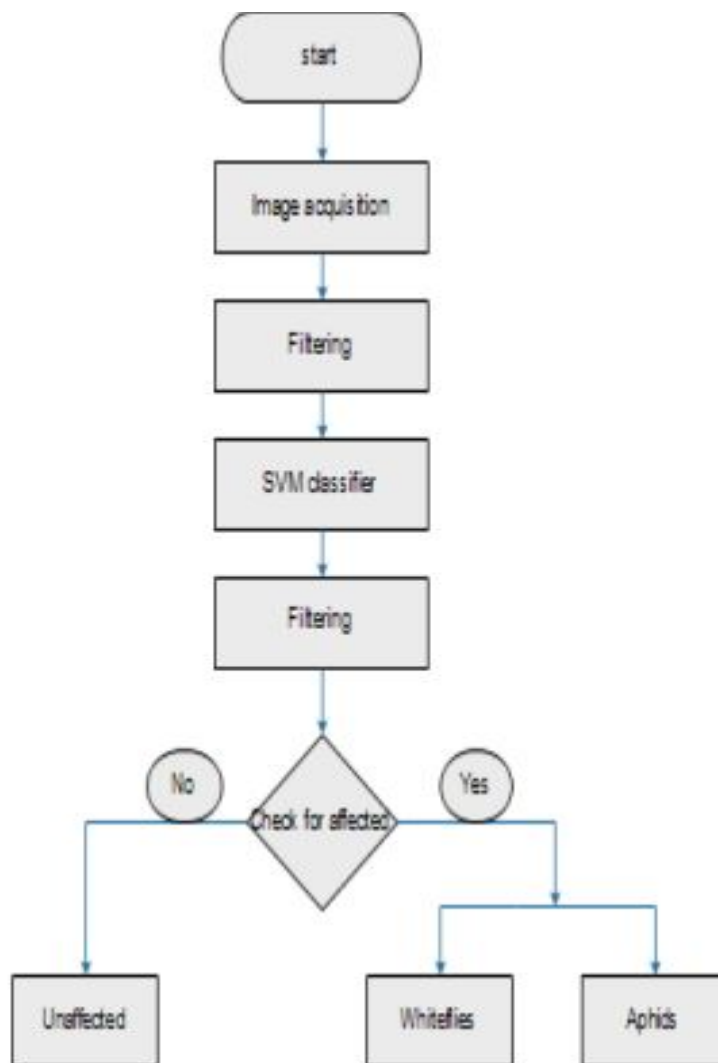 start
Image acquisition
Filtering
SVM classifier
Filtering
No
Yes
Check for affected
Unaffected
Whiteflies
Aphids